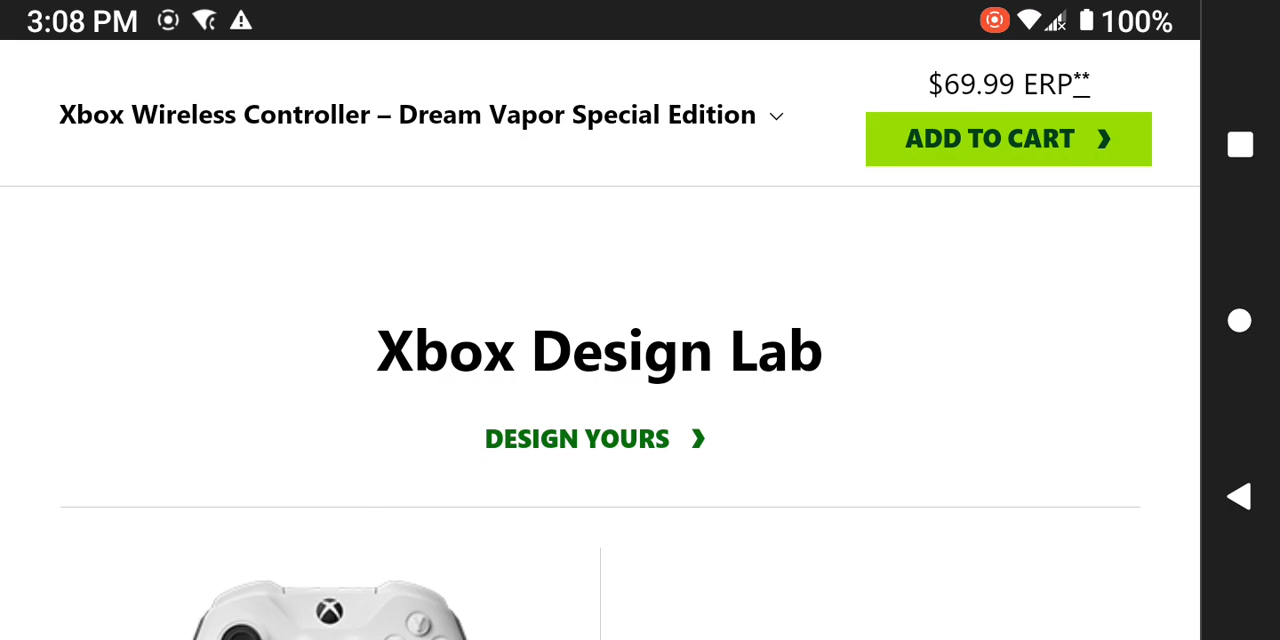 3:08 PM
100%
$69.99 ERP**
Xbox Wireless Controller – Dream Vapor Special Edition
ADD TO CART
Xbox Design Lab
DESIGN YOURS